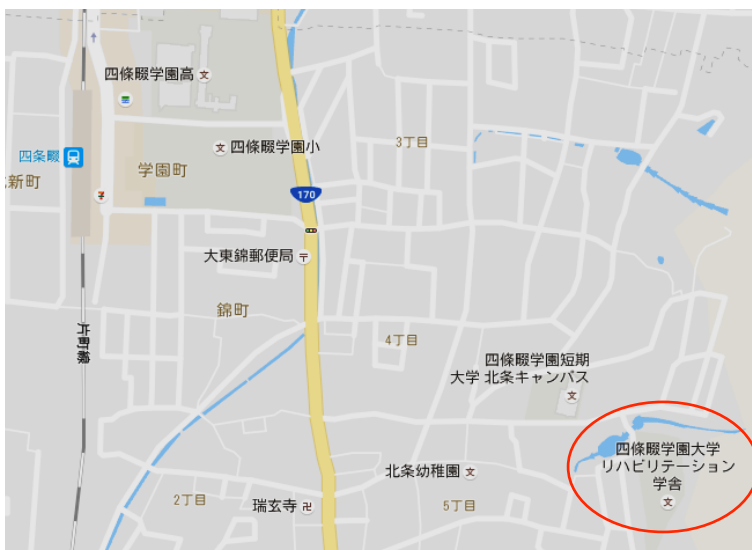 四條畷学園高
四條畷学園小
3丁目
四条畷
学園町
新町
170
大東錦郵便局
錦町
片町線
4丁目
四條畷学園短期
大学 北条キャンパス
四條畷学園大学
リハビリテーション
学舎
北条幼稚園
2丁目
瑞玄寺
5丁目